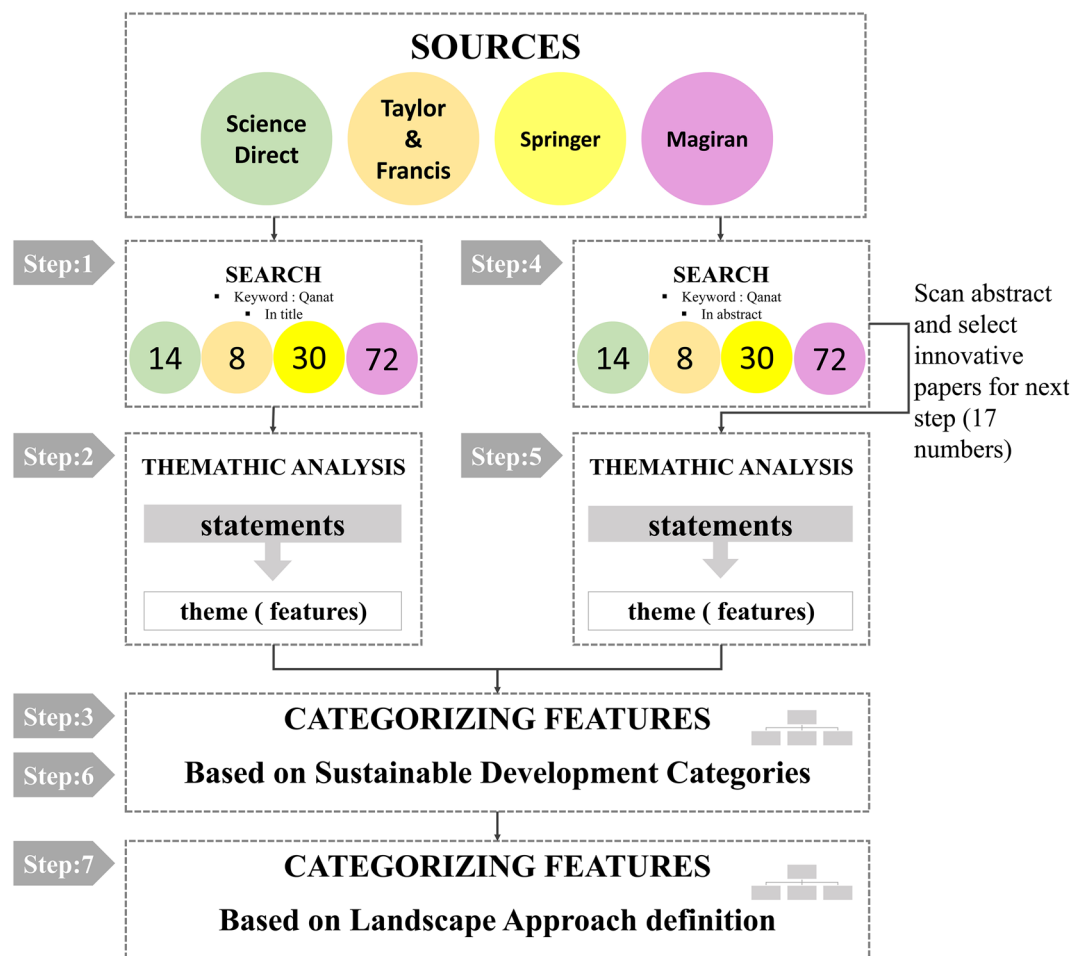 SOURCES
Science
Direct
Taylor
&
Francis
Springer
Magiran
Step:1
SEARCH
▪ Keyword : Qanat
▪ In title
14
8
30
72
Step:4
SEARCH
▪ Keyword : Qanat
▪ In abstract
14
8
30
72
Scan abstract
and select
innovative
papers for next
step (17
numbers)
Step:2
THEMATHIC ANALYSIS
statements
theme ( features)
Step:5
THEMATHIC ANALYSIS
statements
theme ( features)
Step:3
CATEGORIZING FEATURES
Step:6
Based on Sustainable Development Categories
Step:7
CATEGORIZING FEATURES
Based on Landscape Approach definition